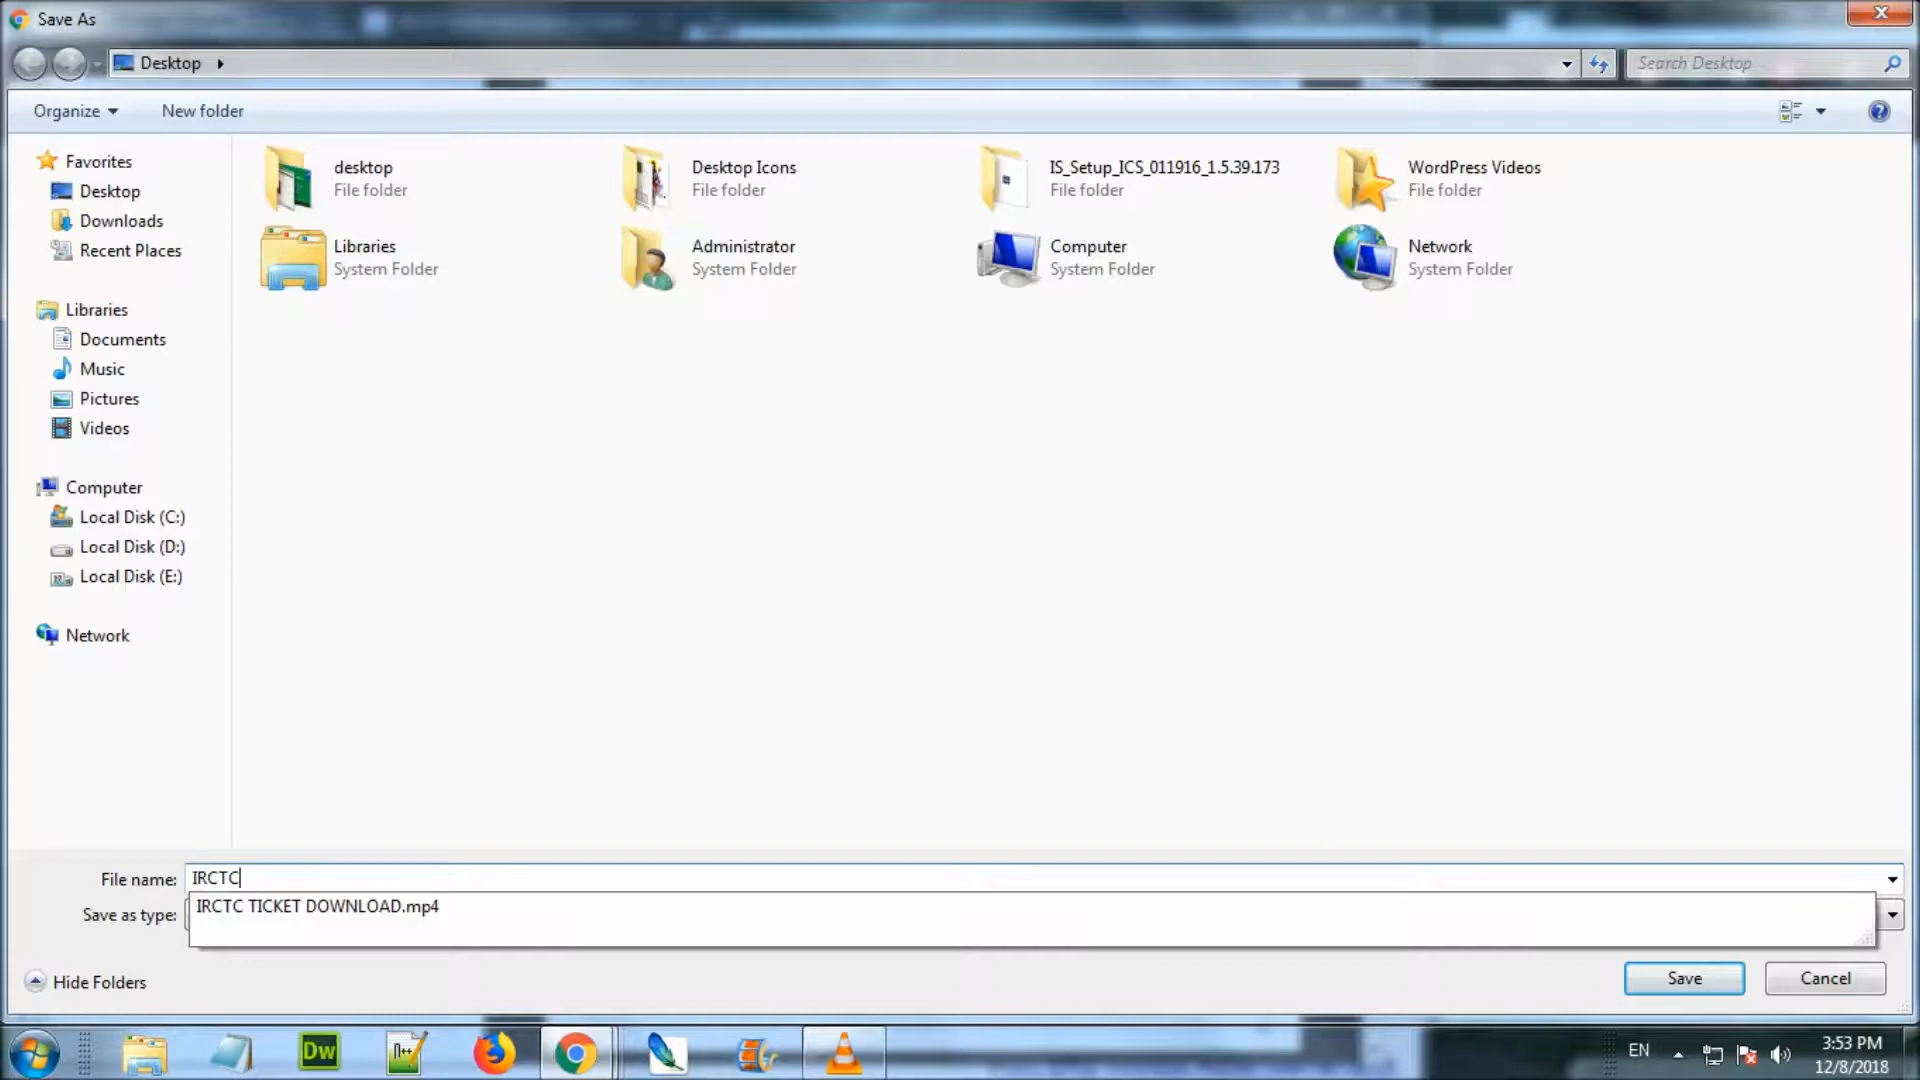 Save As
Desktop
Search Desktop
Organize
New folder
Favorites
Desktop
Downloads
Recent Places
Libraries
Documents
Music
Pictures
Videos
Computer
Local Disk (C:)
Local Disk (D:)
Local Disk (E:)
Network
desktop
File folder
Desktop Icons
File folder
IS_Setup_ICS_011916_1.5.39.173
File folder
WordPress Videos
File folder
Libraries
System Folder
Administrator
System Folder
Computer
System Folder
Network
System Folder
File name: IRCTC
IRCTC TICKET DOWNLOAD.mp4
Save as type:
Hide Folders
Save
Cancel
Dw
n++
EN
3:53 PM
12/8/2018